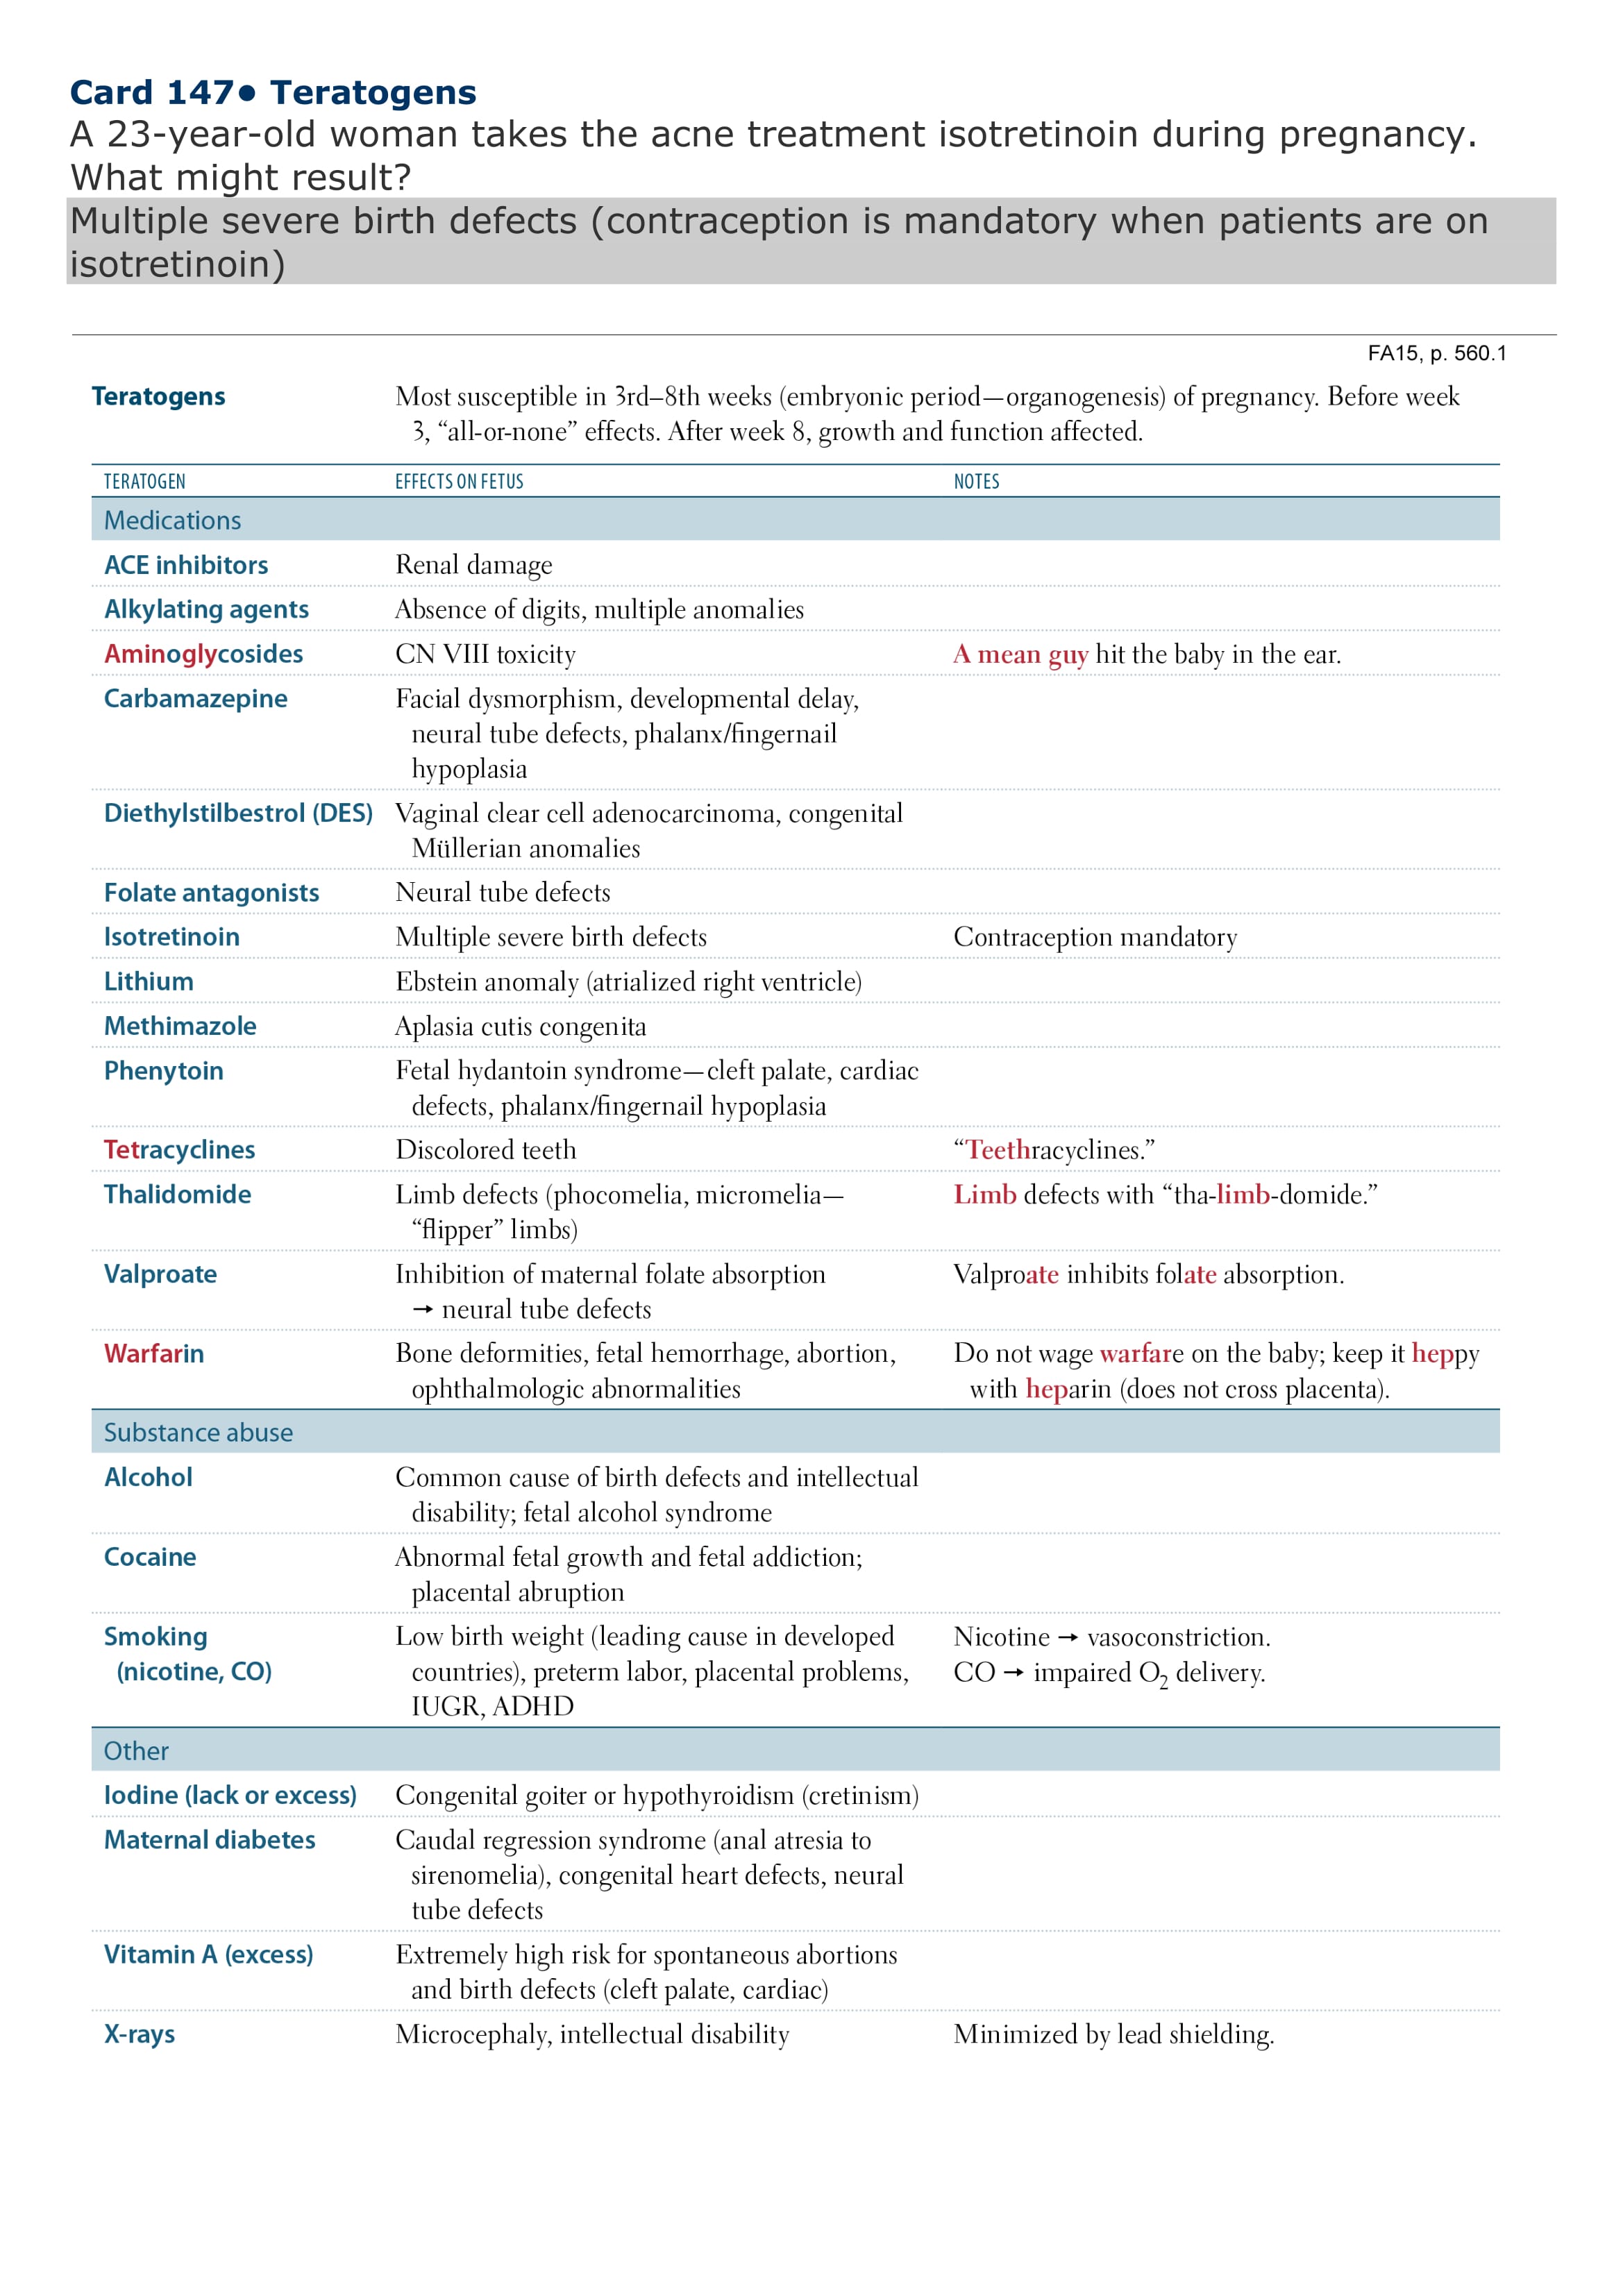 Card 147• Teratogens
A 23-year-old woman takes the acne treatment isotretinoin during pregnancy.
What might result?
Multiple severe birth defects (contraception is mandatory when patients are on
isotretinoin)
FA15, p. 560.1
Teratogens Most susceptible in 3rd–8th weeks (embryonic period—organogenesis) of pregnancy. Before week
3, “all-or-none” effects. After week 8, growth and function affected.
TERATOGEN EFFECTS ON FETUS NOTES
Medications
ACE inhibitors Renal damage
Alkylating agents Absence of digits, multiple anomalies
Aminoglycosides CN VIII toxicity A mean guy hit the baby in the ear.
Carbamazepine Facial dysmorphism, developmental delay,
neural tube defects, phalanx/fingernail
hypoplasia
Diethylstilbestrol (DES) Vaginal clear cell adenocarcinoma, congenital
Müllerian anomalies
Folate antagonists Neural tube defects
Isotretinoin Multiple severe birth defects Contraception mandatory
Lithium Ebstein anomaly (atrialized right ventricle)
Methimazole Aplasia cutis congenita
Phenytoin Fetal hydantoin syndrome—cleft palate, cardiac
defects, phalanx/fingernail hypoplasia
Tetracyclines Discolored teeth “Teethracyclines.”
Thalidomide Limb defects (phocomelia, micromelia— Limb defects with “tha-limb-domide.”
“flipper” limbs)
Valproate Inhibition of maternal folate absorption Valproate inhibits folate absorption.
→ neural tube defects
Warfarin Bone deformities, fetal hemorrhage, abortion, Do not wage warfare on the baby; keep it heppy
ophthalmologic abnormalities with heparin (does not cross placenta).
Substance abuse
Alcohol Common cause of birth defects and intellectual
disability; fetal alcohol syndrome
Cocaine Abnormal fetal growth and fetal addiction;
placental abruption
Smoking Low birth weight (leading cause in developed Nicotine → vasoconstriction.
(nicotine, CO) countries), preterm labor, placental problems, CO → impaired O₂ delivery.
IUGR, ADHD
Other
Iodine (lack or excess) Congenital goiter or hypothyroidism (cretinism)
Maternal diabetes Caudal regression syndrome (anal atresia to
sirenomelia), congenital heart defects, neural
tube defects
Vitamin A (excess) Extremely high risk for spontaneous abortions
and birth defects (cleft palate, cardiac)
X-rays Microcephaly, intellectual disability Minimized by lead shielding.